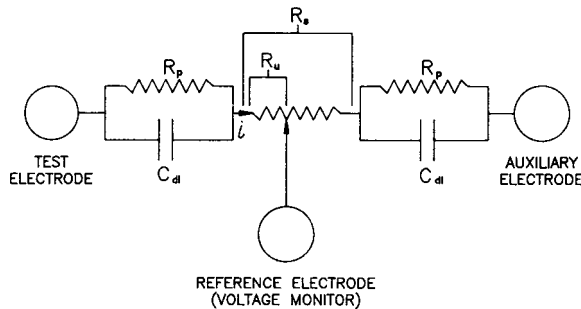 Rs
Rp
Ru
Rp
i
TEST
ELECTRODE
Cdl
Cdl
AUXILIARY
ELECTRODE
REFERENCE ELECTRODE
(VOLTAGE MONITOR)